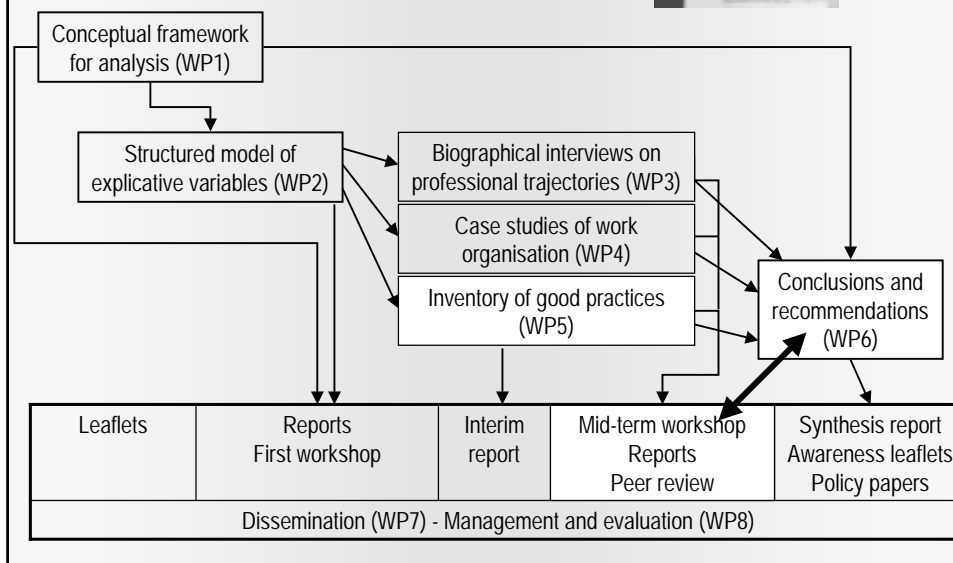 Conceptual framework
for analysis (WP1)
Structured model of
explicative variables (WP2)
Biographical interviews on
professional trajectories (WP3)
Case studies of work
organisation (WP4)
Inventory of good practices
(WP5)
Conclusions and
recommendations
(WP6)
Leaflets
Reports
First workshop
Interim
report
Mid-term workshop
Reports
Peer review
Synthesis report
Awareness leaflets
Policy papers
Dissemination (WP7) - Management and evaluation (WP8)